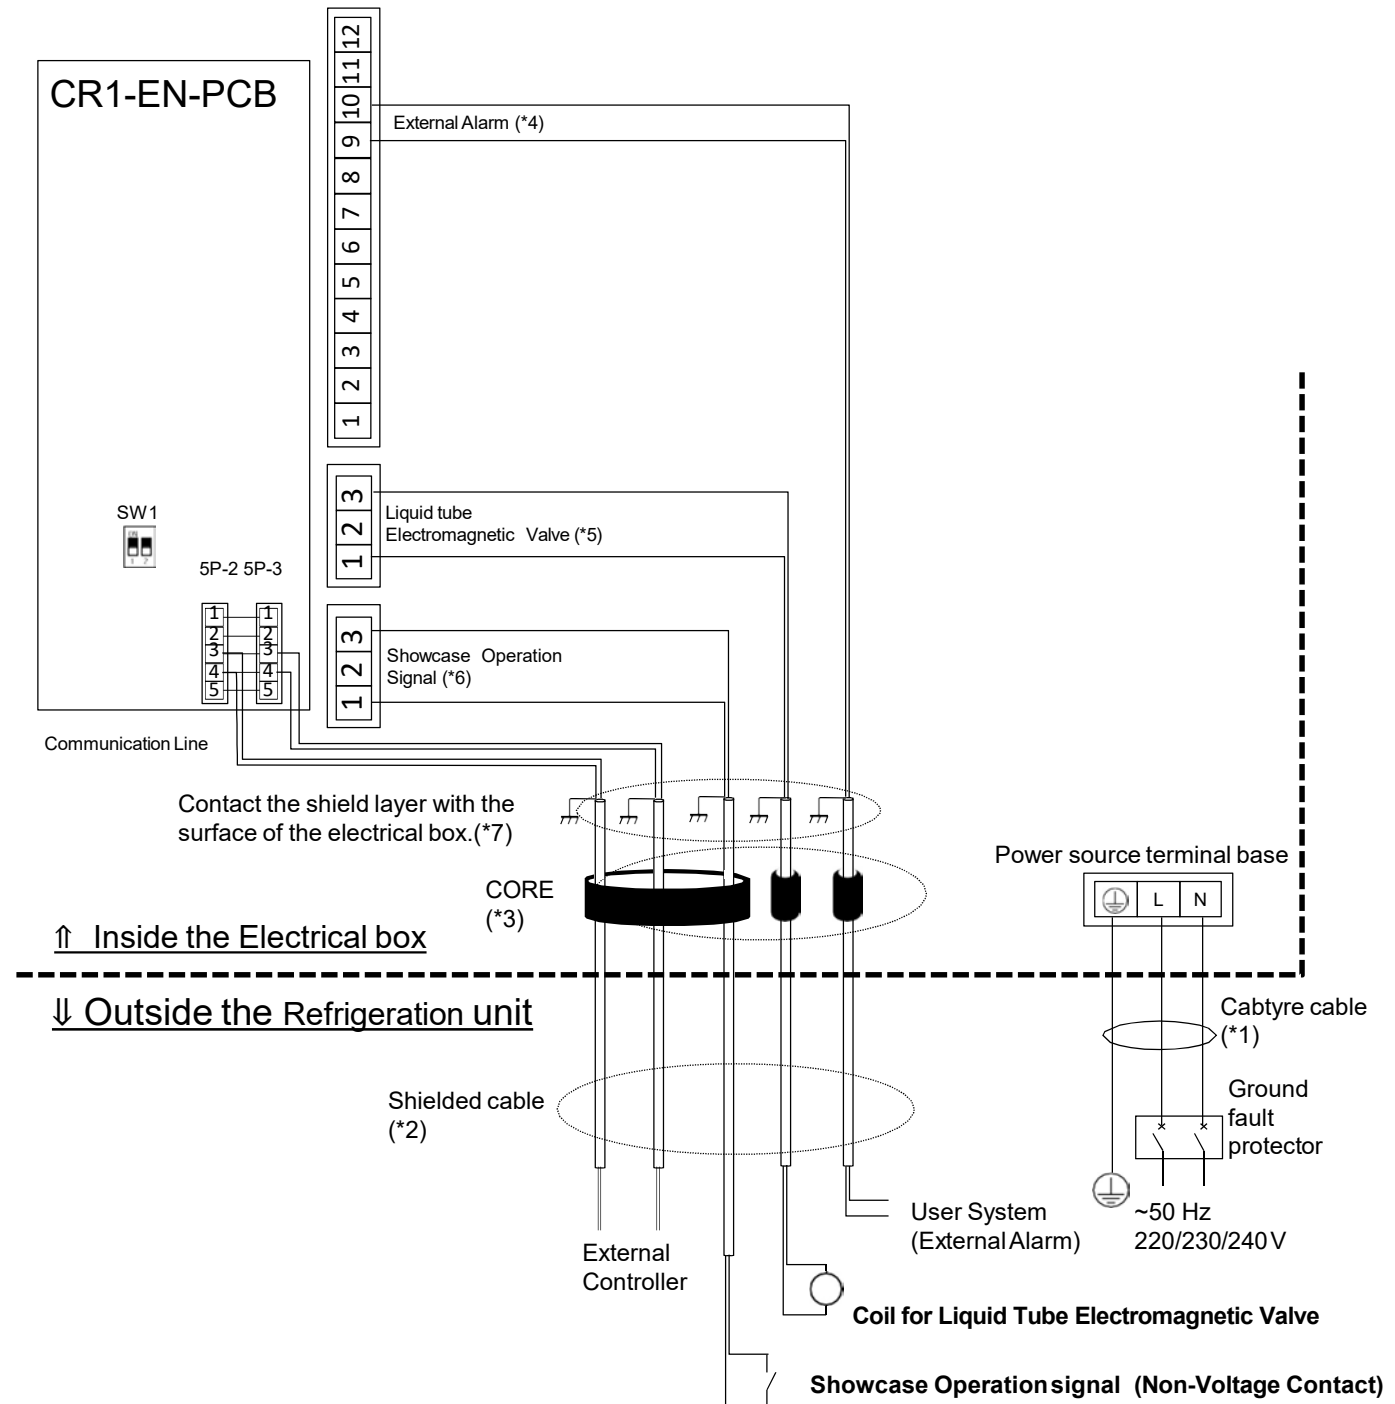 12
11
10
9
8
7
6
5
4
3
2
1
CR1-EN-PCB
External Alarm (*4)
3
2
1
Liquid tube
Electromagnetic Valve (*5)
SW1
ON
1 2
5P-2 5P-3
1 1
2 2
3 3
4 4
5 5
3
2
1
Showcase Operation
Signal (*6)
Communication Line
Contact the shield layer with the
surface of the electrical box.(*7)
CORE
(*3)
Power source terminal base
L N
⇑ Inside the Electrical box
⇓ Outside the Refrigeration unit
Cabtyre cable
(*1)
Shielded cable
(*2)
Ground
fault
protector
~50 Hz
220/230/240 V
User System
(External Alarm)
External
Controller
Coil for Liquid Tube Electromagnetic Valve
Showcase Operation signal (Non-Voltage Contact)